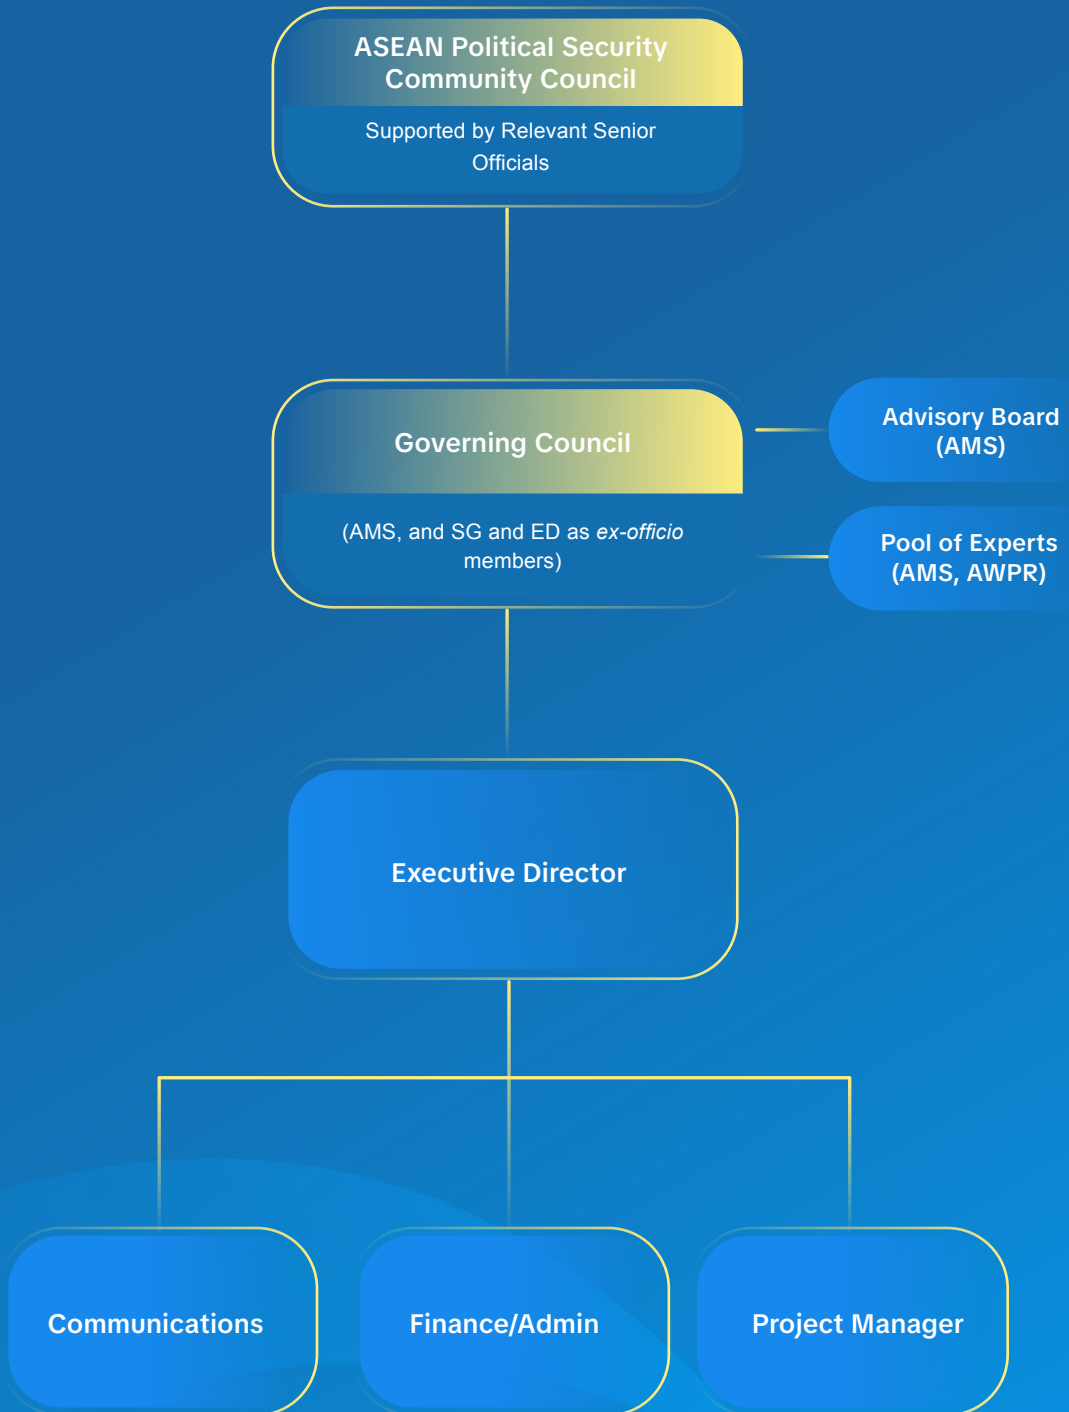 ASEAN Political Security
Community Council
Supported by Relevant Senior
Officials
Governing Council
(AMS, and SG and ED as ex-officio
members)
Advisory Board
(AMS)
Pool of Experts
(AMS, AWPR)
Executive Director
Communications
Finance/Admin
Project Manager